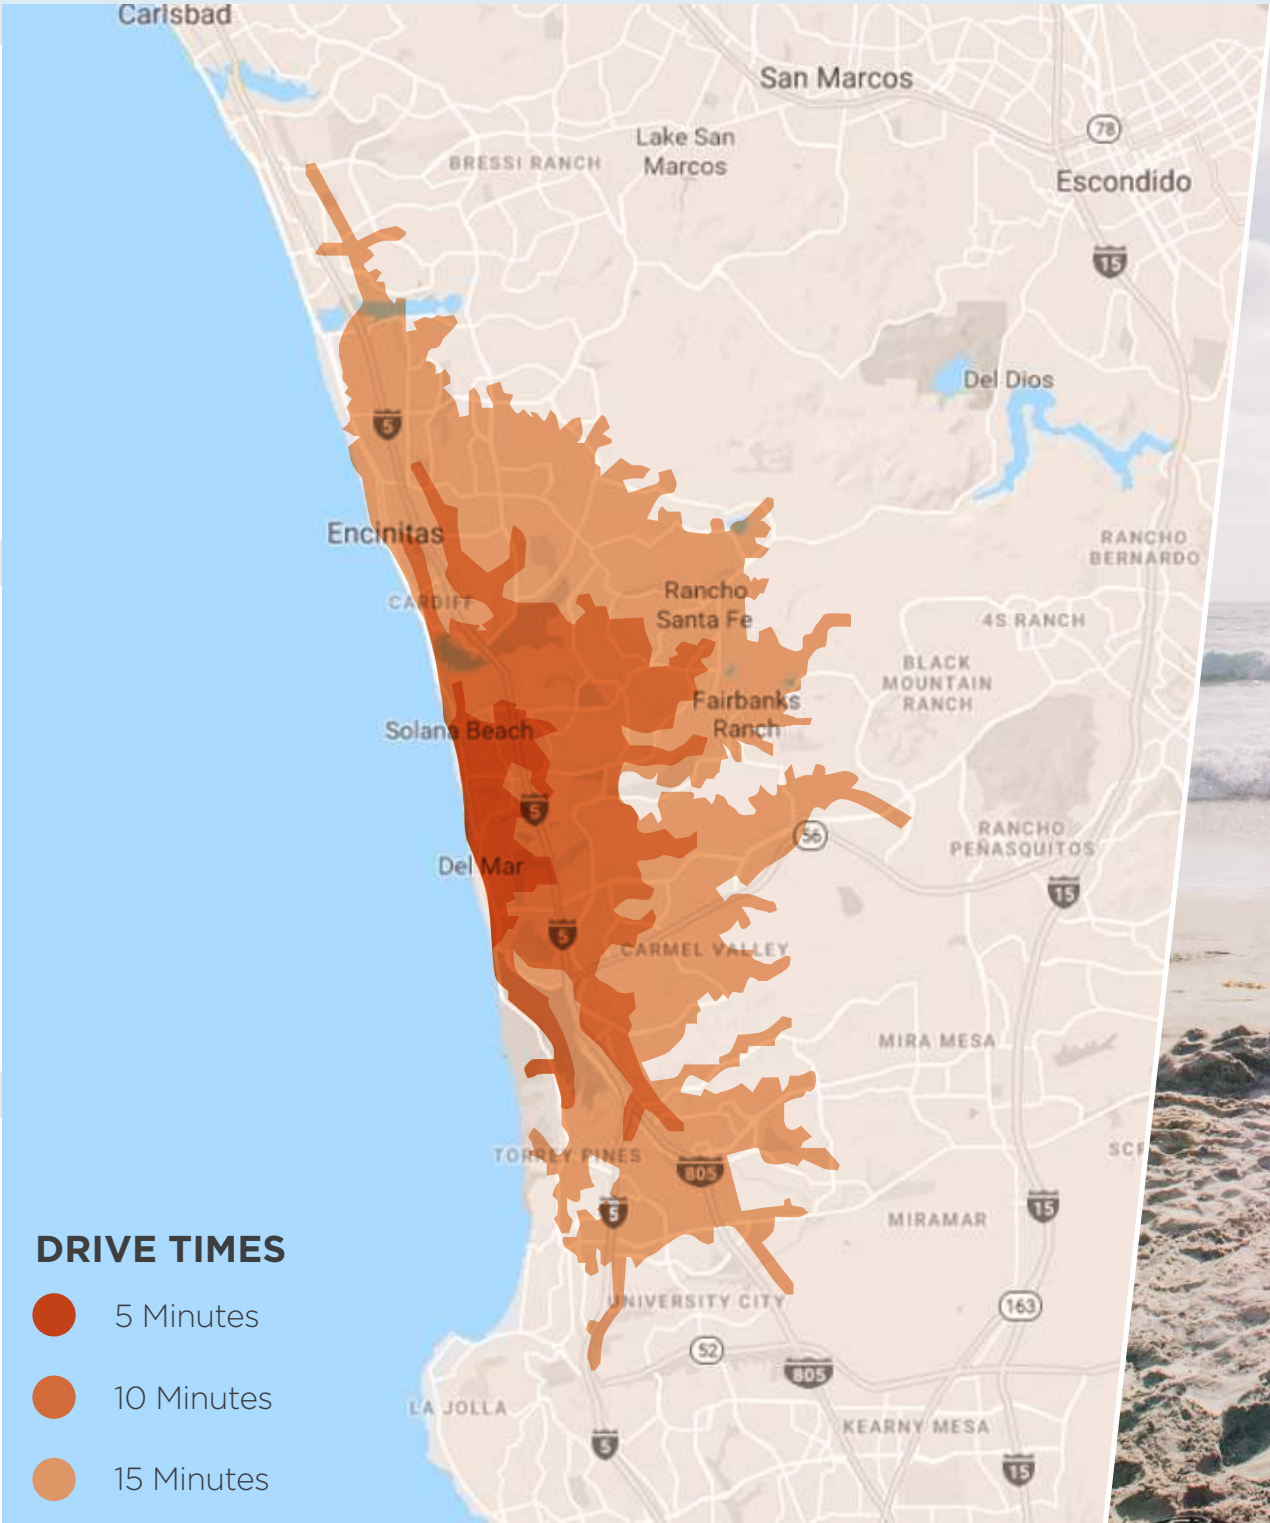 Carlsbad
San Marcos
78
Lake San
Marcos
BRESSI RANCH
Escondido
15
Del Dios
5
Encinitas
RANCHO
BERNARDO
Rancho
Santa Fe
CARDIFF
4S RANCH
BLACK
MOUNTAIN
RANCH
Fairbanks
Ranch
Solana Beach
5
56
RANCHO
PEÑASQUITOS
Del Mar
15
5
CARMEL VALLEY
MIRA MESA
TORREY PINES
SCR
805
5
15
MIRAMAR
DRIVE TIMES
5 Minutes
10 Minutes
15 Minutes
UNIVERSITY CITY
163
52
805
LA JOLLA
KEARNY MESA
5
15